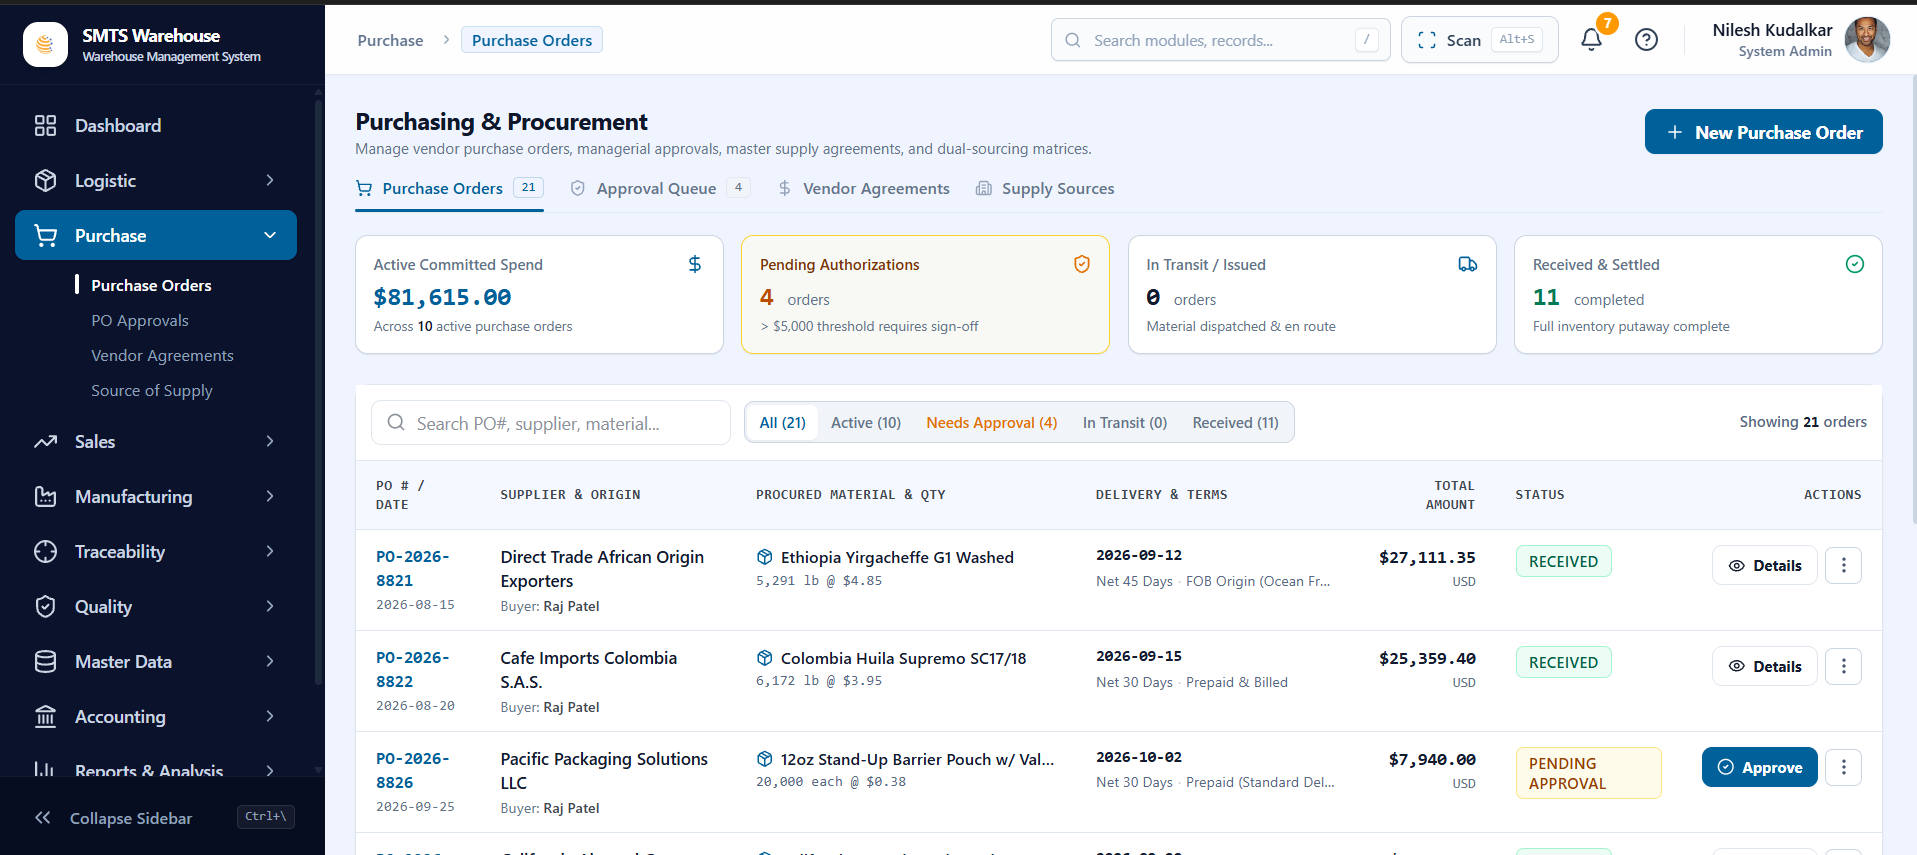 SMTS Warehouse
Warehouse Management System
Dashboard
Logistic
Purchase
Purchase Orders
PO Approvals
Vendor Agreements
Source of Supply
Sales
Manufacturing
Traceability
Quality
Master Data
Accounting
Reports & Analysis
Collapse Sidebar Ctrl+\
Purchase > Purchase Orders
Search modules, records... /
Scan Alt+S
7
Nilesh Kudalkar
System Admin
Purchasing & Procurement
Manage vendor purchase orders, managerial approvals, master supply agreements, and dual-sourcing matrices.
+ New Purchase Order
Purchase Orders 21 Approval Queue 4 Vendor Agreements Supply Sources
Active Committed Spend
$81,615.00
Across 10 active purchase orders
Pending Authorizations
4 orders
> $5,000 threshold requires sign-off
In Transit / Issued
0 orders
Material dispatched & en route
Received & Settled
11 completed
Full inventory putaway complete
Search PO#, supplier, material...
All (21) Active (10) Needs Approval (4) In Transit (0) Received (11)
Showing 21 orders
PO # /
DATE
SUPPLIER & ORIGIN
PROCURED MATERIAL & QTY
DELIVERY & TERMS
TOTAL
AMOUNT
STATUS
ACTIONS
PO-2026-
8821
2026-08-15
Direct Trade African Origin
Exporters
Buyer: Raj Patel
Ethiopia Yirgacheffe G1 Washed
5,291 lb @ $4.85
2026-09-12
Net 45 Days · FOB Origin (Ocean Fr...
$27,111.35
USD
RECEIVED
Details
PO-2026-
8822
2026-08-20
Cafe Imports Colombia
S.A.S.
Buyer: Raj Patel
Colombia Huila Supremo SC17/18
6,172 lb @ $3.95
2026-09-15
Net 30 Days · Prepaid & Billed
$25,359.40
USD
RECEIVED
Details
PO-2026-
8826
2026-09-25
Pacific Packaging Solutions
LLC
Buyer: Raj Patel
12oz Stand-Up Barrier Pouch w/ Val...
20,000 each @ $0.38
2026-10-02
Net 30 Days · Prepaid (Standard Del...
$7,940.00
USD
PENDING
APPROVAL
Approve